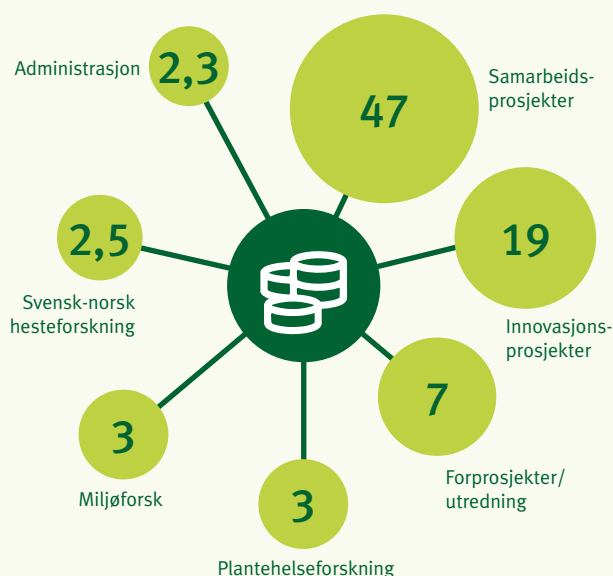 Administrasjon
2,3
47
Samarbeids-
prosjekter
19
Innovasjons-
prosjekter
7
Forprosjekter/
utredning
3
Plantehelseforskning
3
Miljøforsk
2,5
Svensk-norsk
hesteforskning